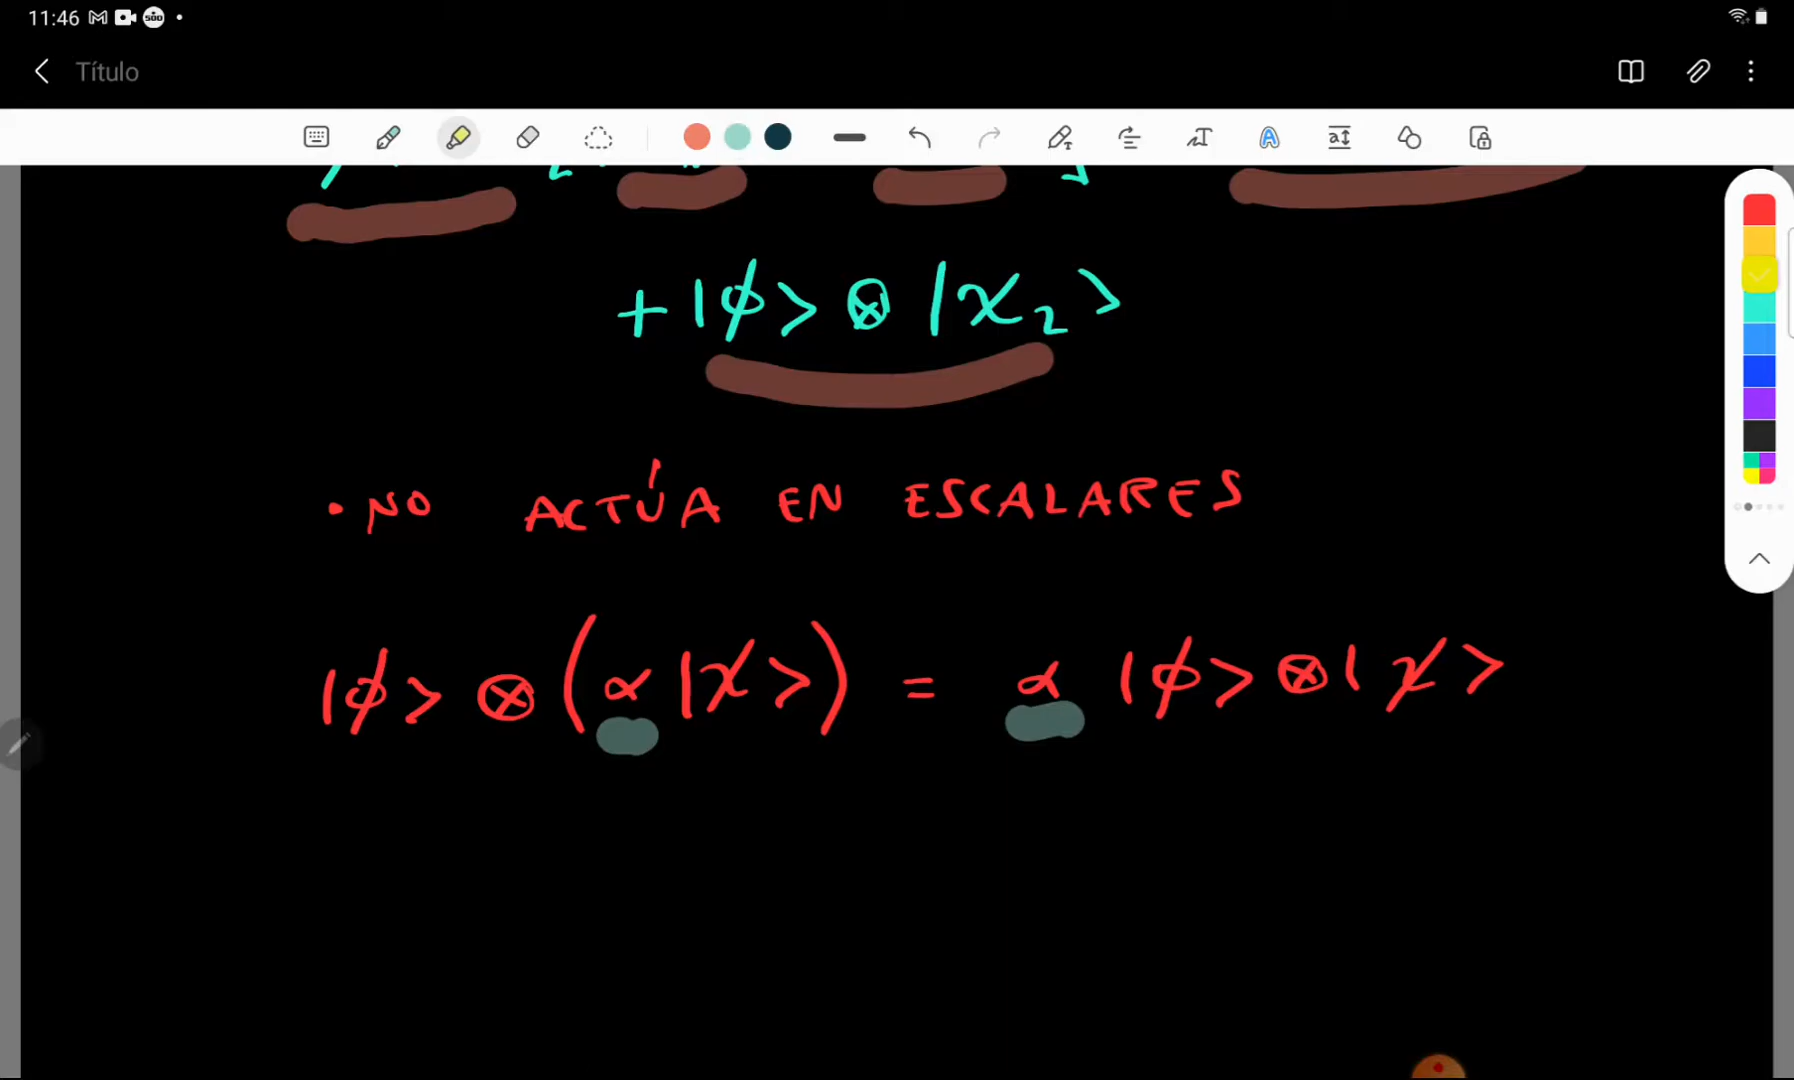 11:46
Título
+ |ϕ> ⊗ |χ₂>
• NO ACTÚA EN ESCALARES
|ϕ> ⊗ (α |χ>) = α |ϕ> ⊗ |χ>